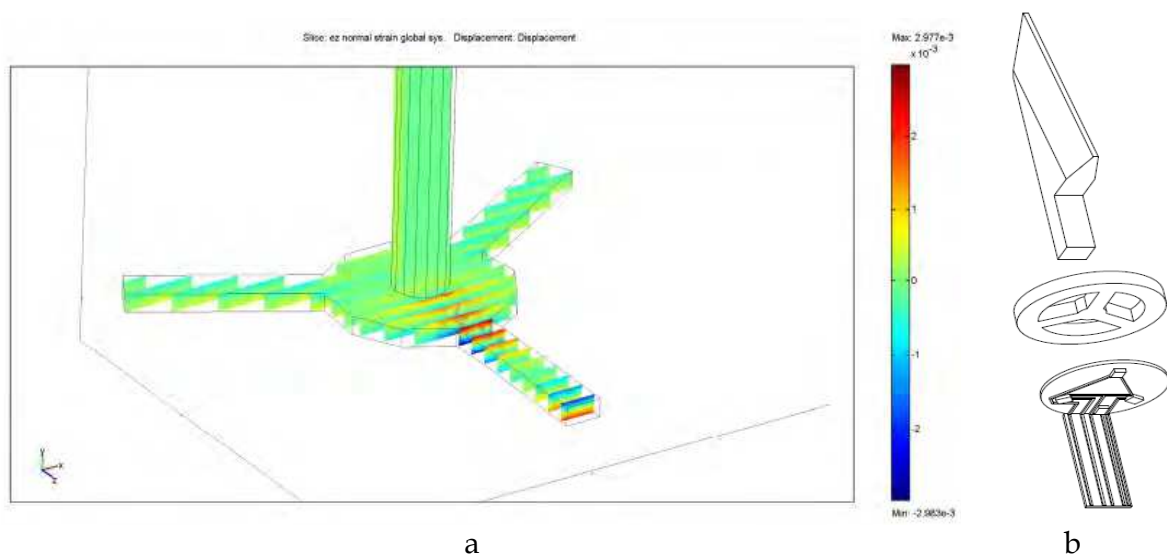 Slice: ez normal strain global sys. Displacement: Displacement
Max: 2.977e-3
x 10-3
2
1
0
-1
-2
Min: -2.983e-3
y
x
z
a
b